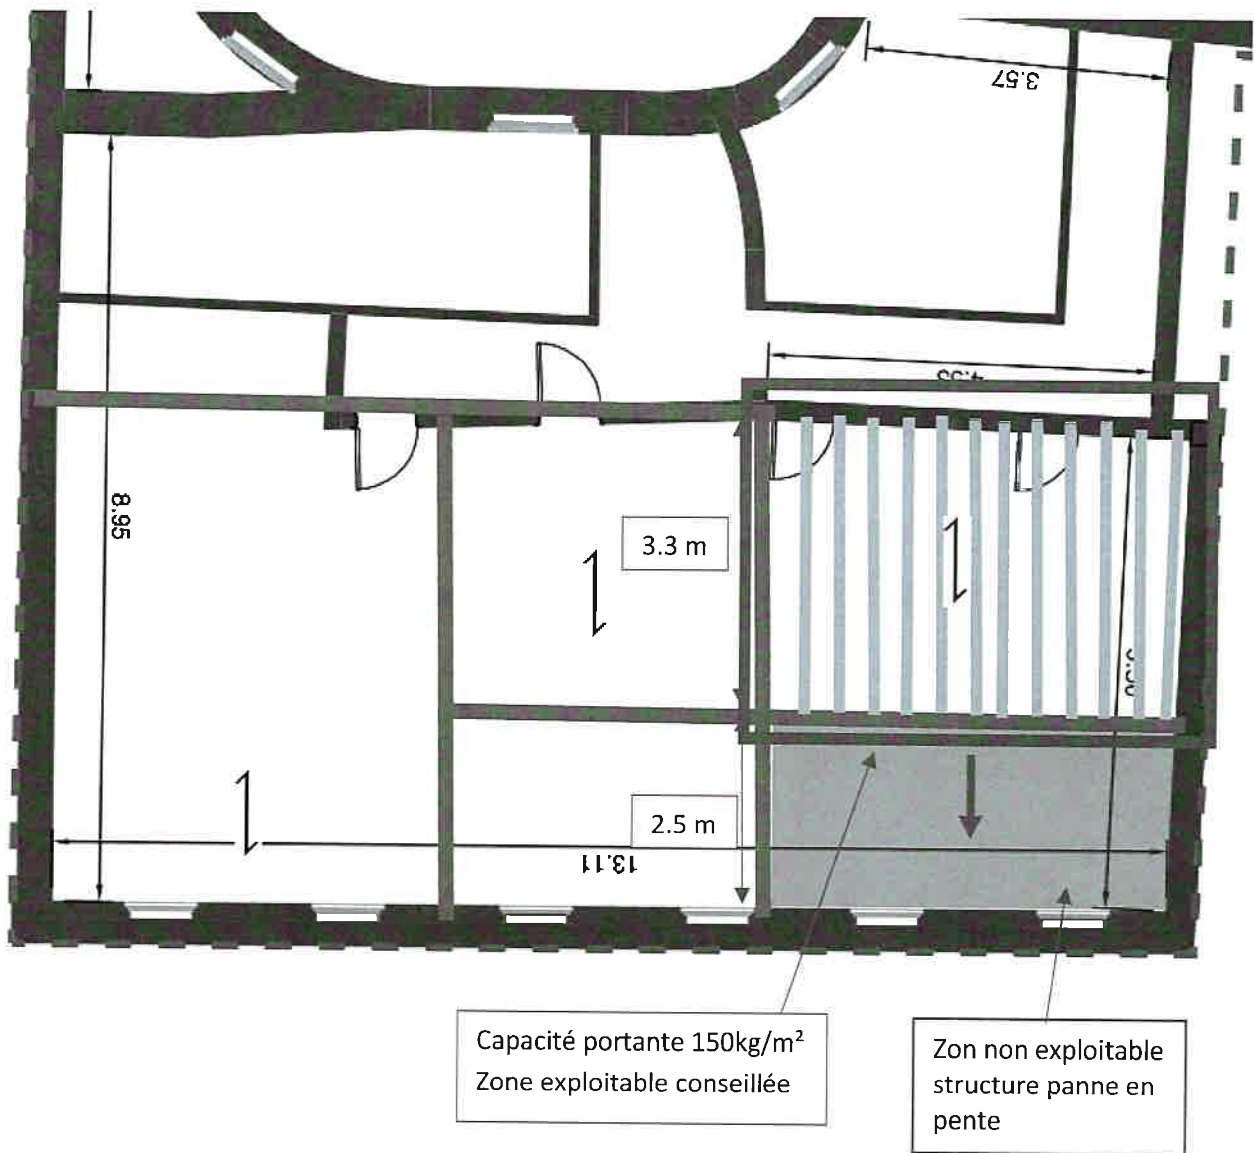 3.57
8.95
3.3 m
2.5 m
13.11
Capacité portante 150kg/m²
Zone exploitable conseillée
Zon non exploitable
structure panne en
pente